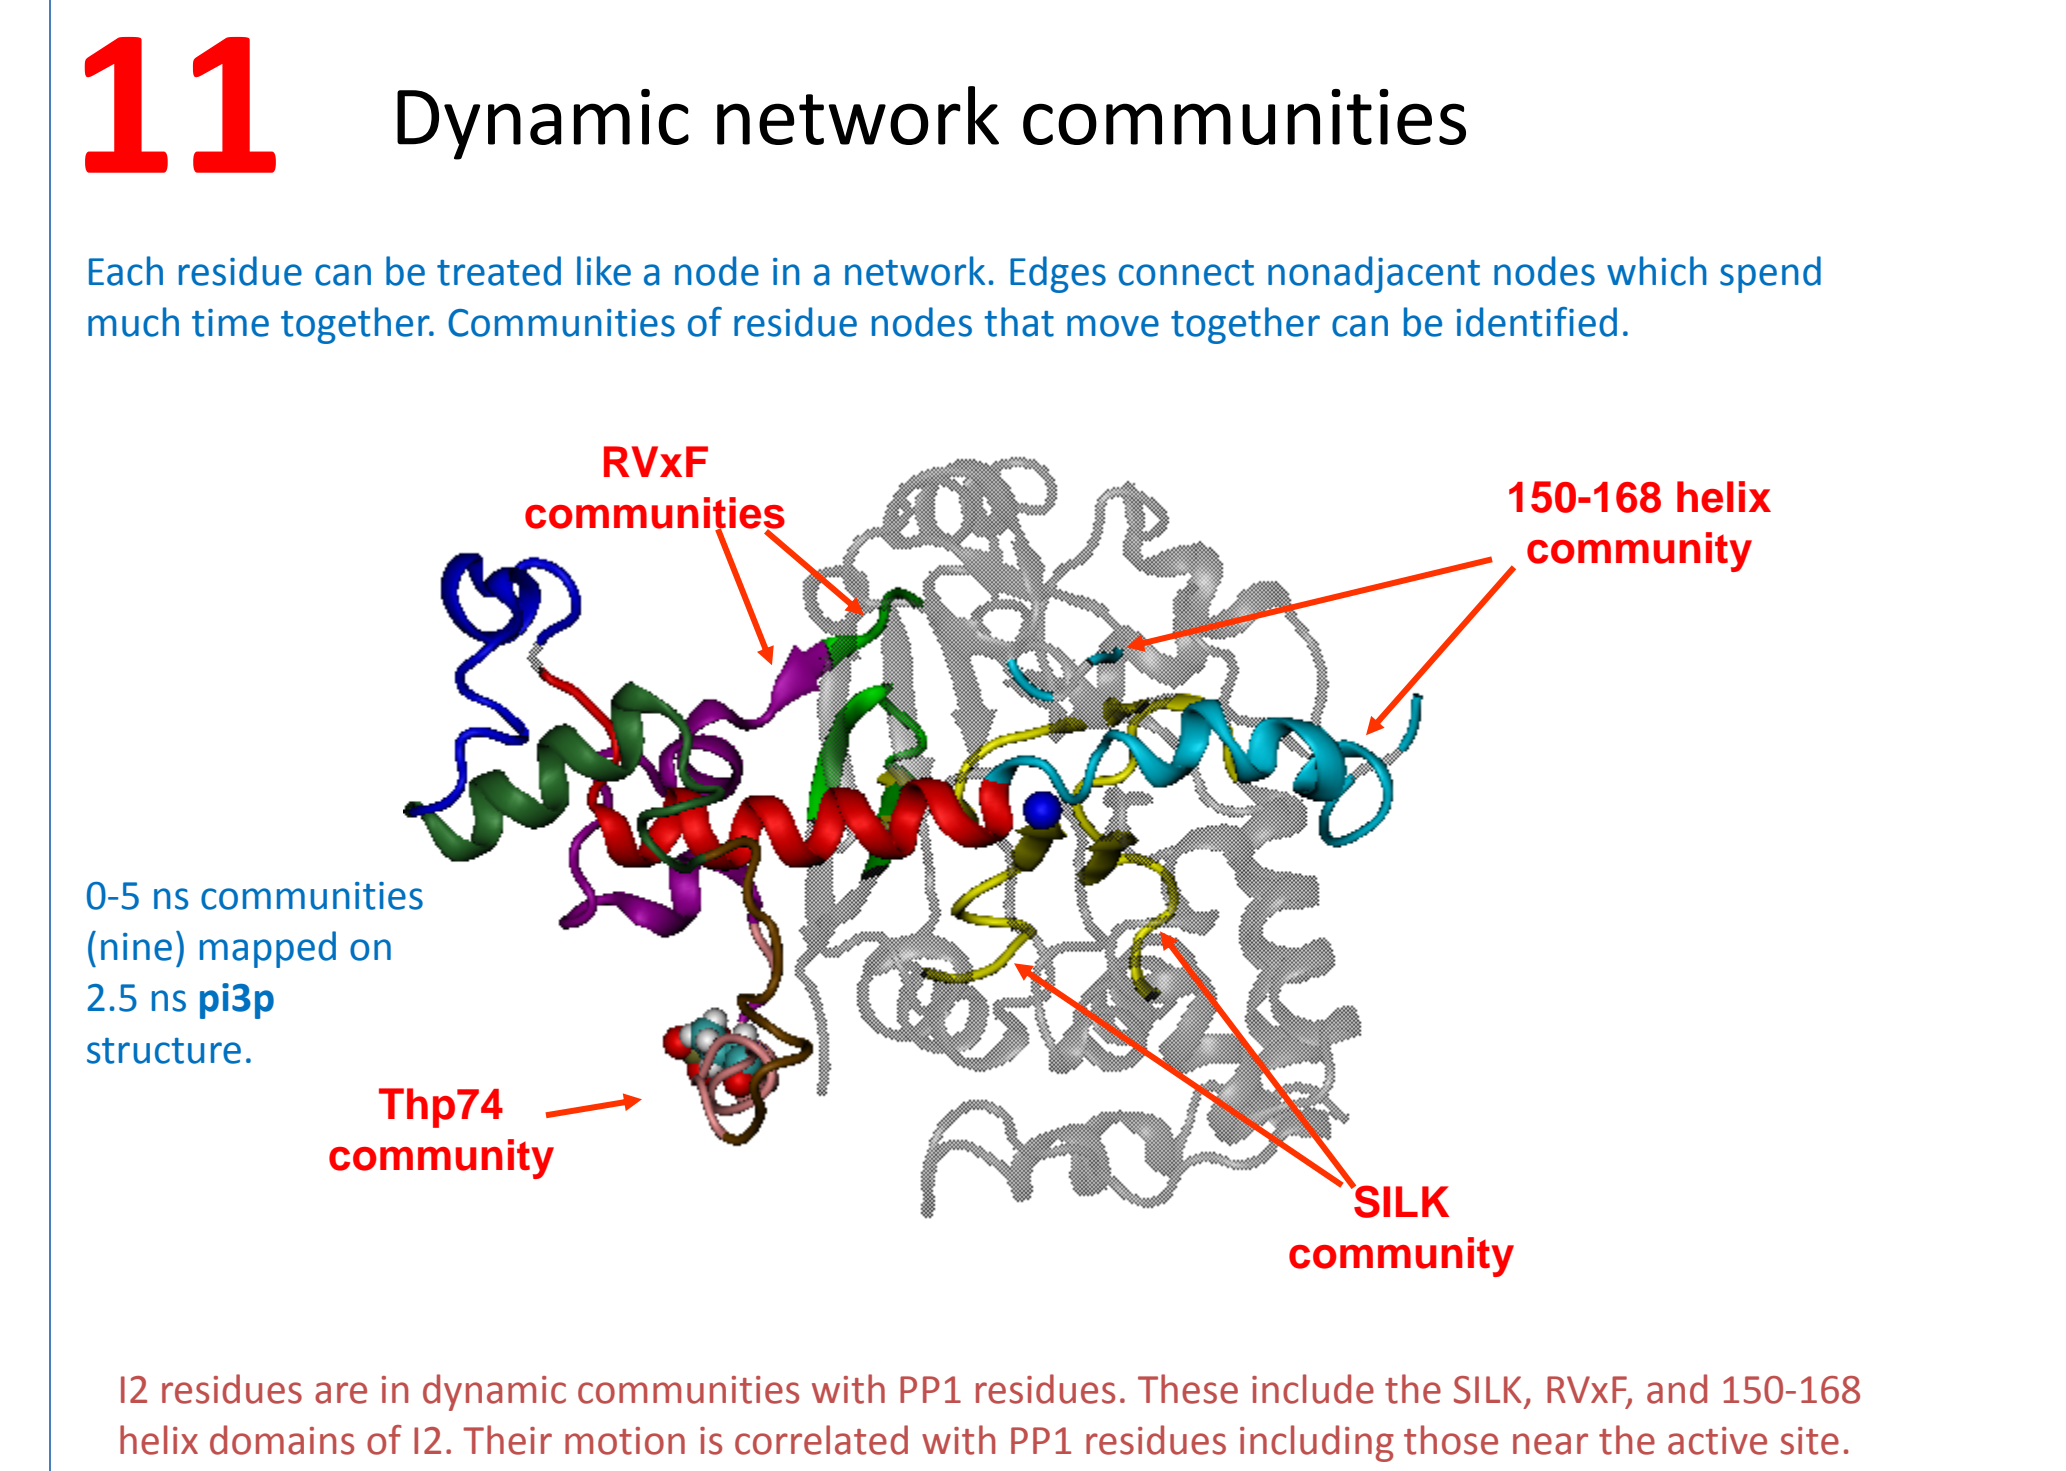 11
Dynamic network communities
Each residue can be treated like a node in a network. Edges connect nonadjacent nodes which spend
much time together. Communities of residue nodes that move together can be identified.
RVxF
communities
150-168 helix
community
0-5 ns communities
(nine) mapped on
2.5 ns pi3p
structure.
Thp74
community
SILK
community
I2 residues are in dynamic communities with PP1 residues. These include the SILK, RVxF, and 150-168
helix domains of I2. Their motion is correlated with PP1 residues including those near the active site.